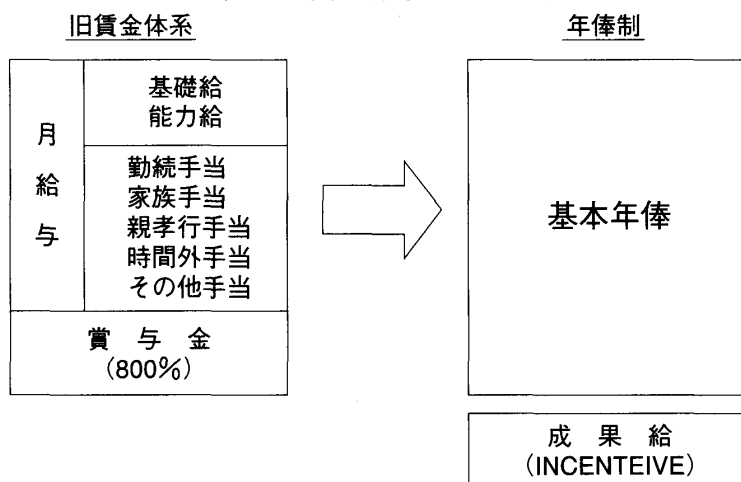 旧賃金体系
年俸制
月給与
基礎給
能力給
勤続手当
家族手当
親孝行手当
時間外手当
その他手当
賞与金
(800%)
基本年俸
成果給
(INCENTEIVE)